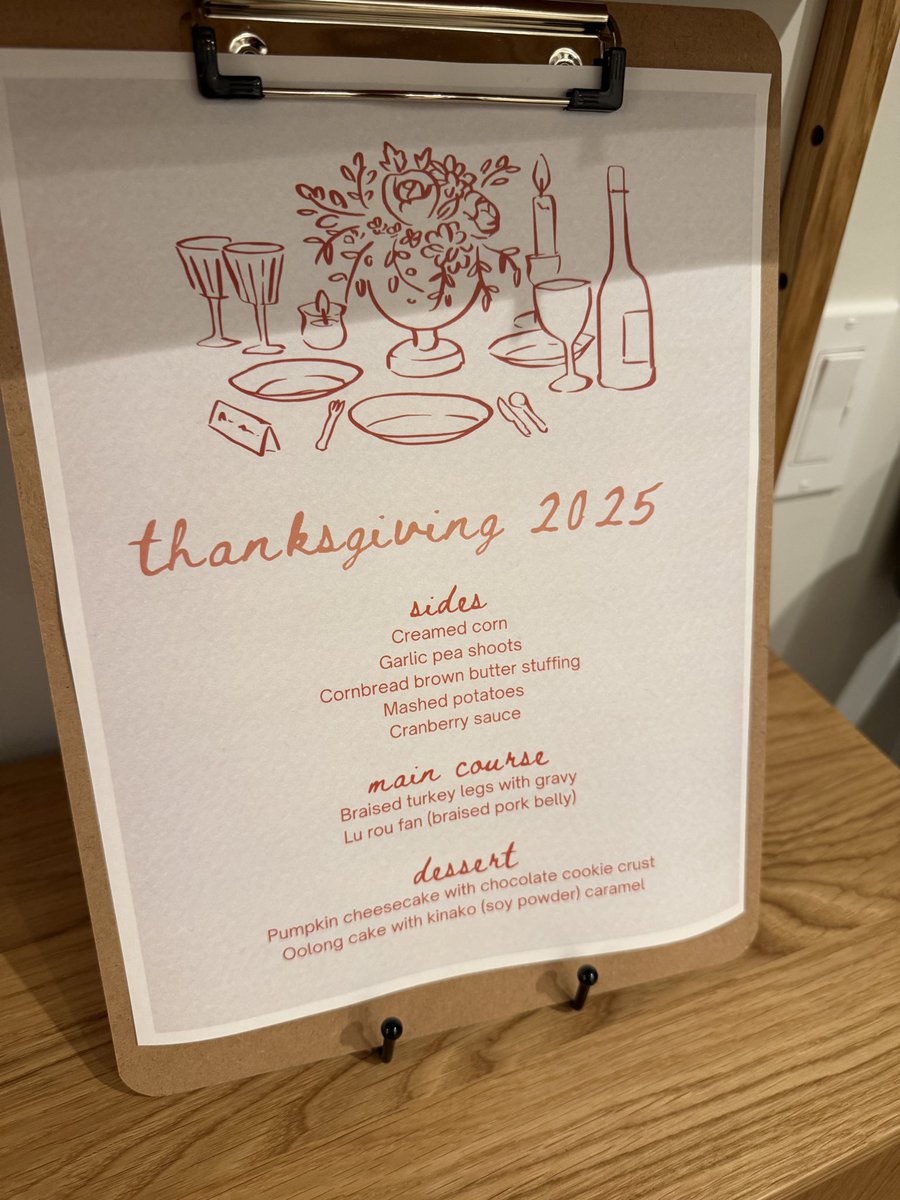 thanksgiving 2025
sides
Creamed corn
Garlic pea shoots
Cornbread brown butter stuffing
Mashed potatoes
Cranberry sauce
main course
Braised turkey legs with gravy
Lu rou fan (braised pork belly)
dessert
Pumpkin cheesecake with chocolate cookie crust
Oolong cake with kinako (soy powder) caramel